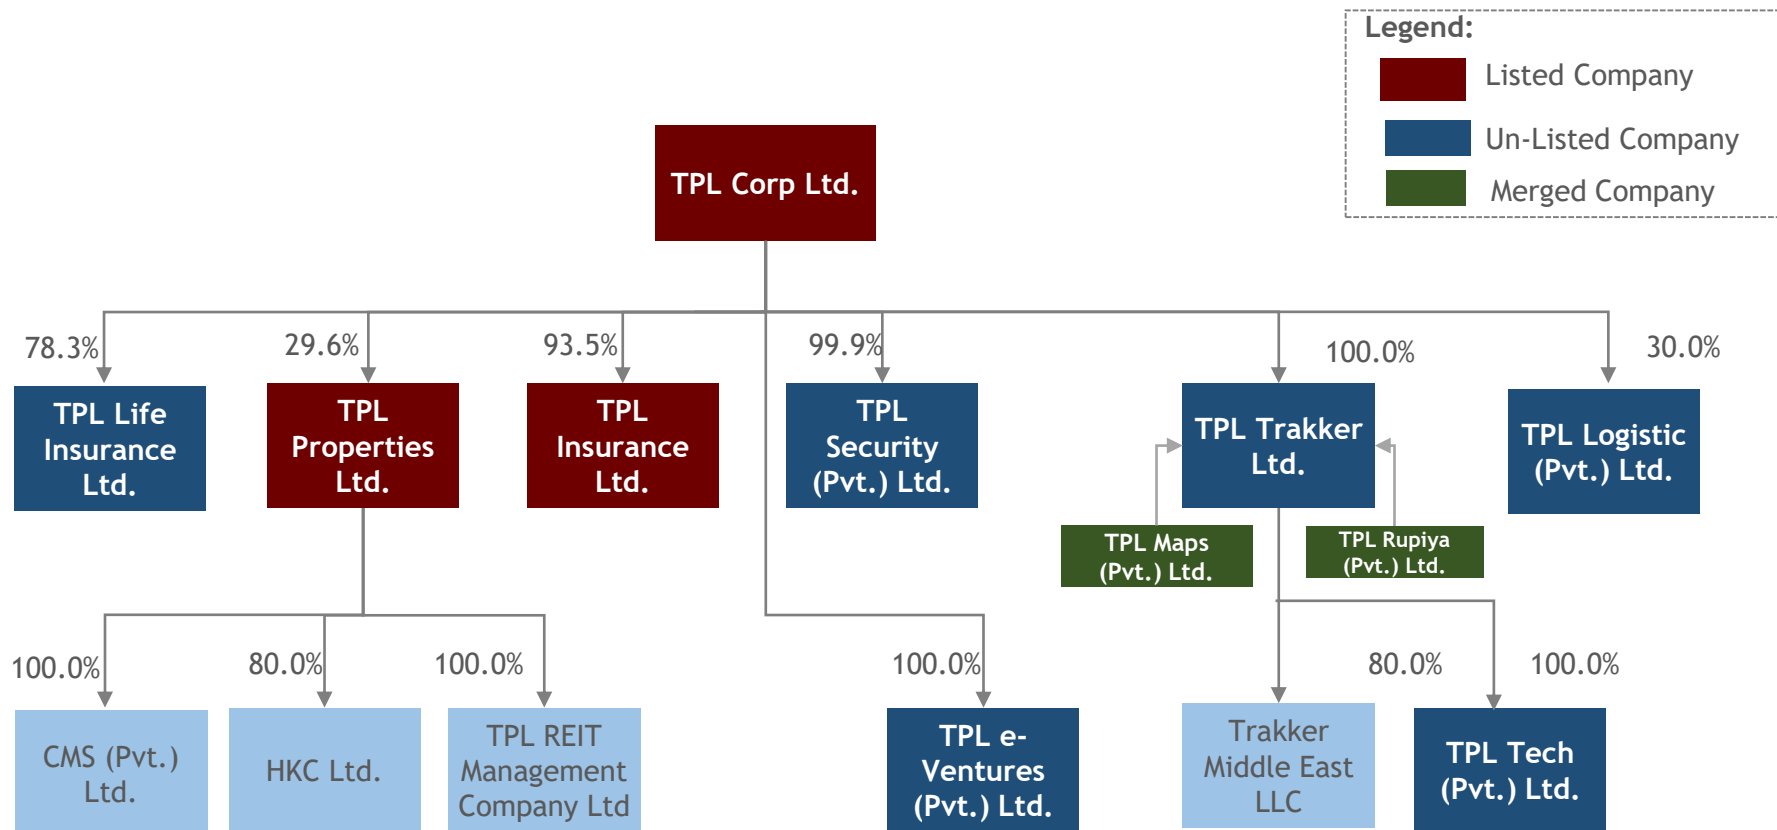 Legend:
Listed Company
Un-Listed Company
Merged Company
TPL Corp Ltd.
78.3%
29.6%
93.5%
99.9%
100.0%
30.0%
TPL Life
Insurance
Ltd.
TPL
Properties
Ltd.
TPL
Insurance
Ltd.
TPL
Security
(Pvt.) Ltd.
TPL Trakker
Ltd.
TPL Logistic
(Pvt.) Ltd.
TPL Maps
(Pvt.) Ltd.
TPL Rupiya
(Pvt.) Ltd.
100.0%
80.0%
100.0%
100.0%
80.0%
100.0%
CMS (Pvt.)
Ltd.
HKC Ltd.
TPL REIT
Management
Company Ltd
TPL e-
Ventures
(Pvt.) Ltd.
Trakker
Middle East
LLC
TPL Tech
(Pvt.) Ltd.